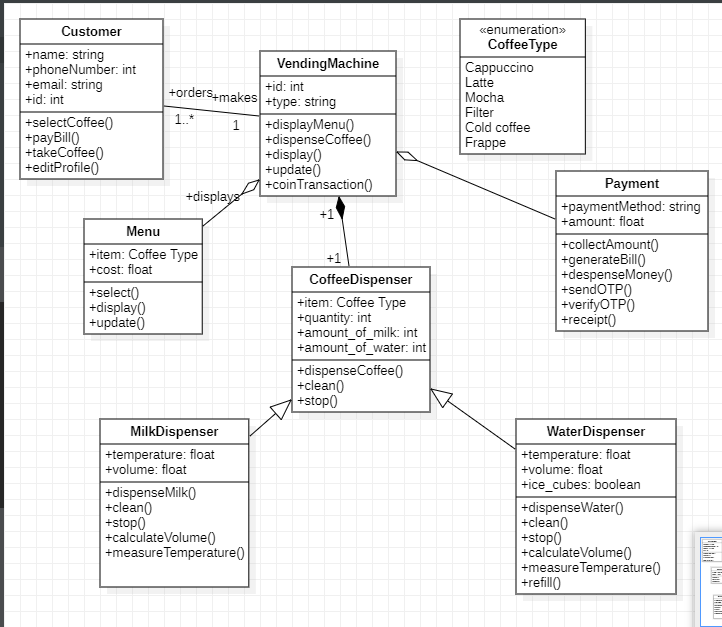 Customer
+name: string
+phoneNumber: int
+email: string
+id: int
+selectCoffee()
+payBill()
+takeCoffee()
+editProfile()
+orders
+makes
1..*
1
VendingMachine
+id: int
+type: string
+displayMenu()
+dispenseCoffee()
+display()
+update()
+coinTransaction()
«enumeration»
CoffeeType
Cappuccino
Latte
Mocha
Filter
Cold coffee
Frappe
Payment
+paymentMethod: string
+amount: float
+collectAmount()
+generateBill()
+despenseMoney()
+sendOTP()
+verifyOTP()
+receipt()
+displays
Menu
+item: Coffee Type
+cost: float
+select()
+display()
+update()
+1
+1
CoffeeDispenser
+item: Coffee Type
+quantity: int
+amount_of_milk: int
+amount_of_water: int
+dispenseCoffee()
+clean()
+stop()
MilkDispenser
+temperature: float
+volume: float
+dispenseMilk()
+clean()
+stop()
+calculateVolume()
+measureTemperature()
WaterDispenser
+temperature: float
+volume: float
+ice_cubes: boolean
+dispenseWater()
+clean()
+stop()
+calculateVolume()
+measureTemperature()
+refill()